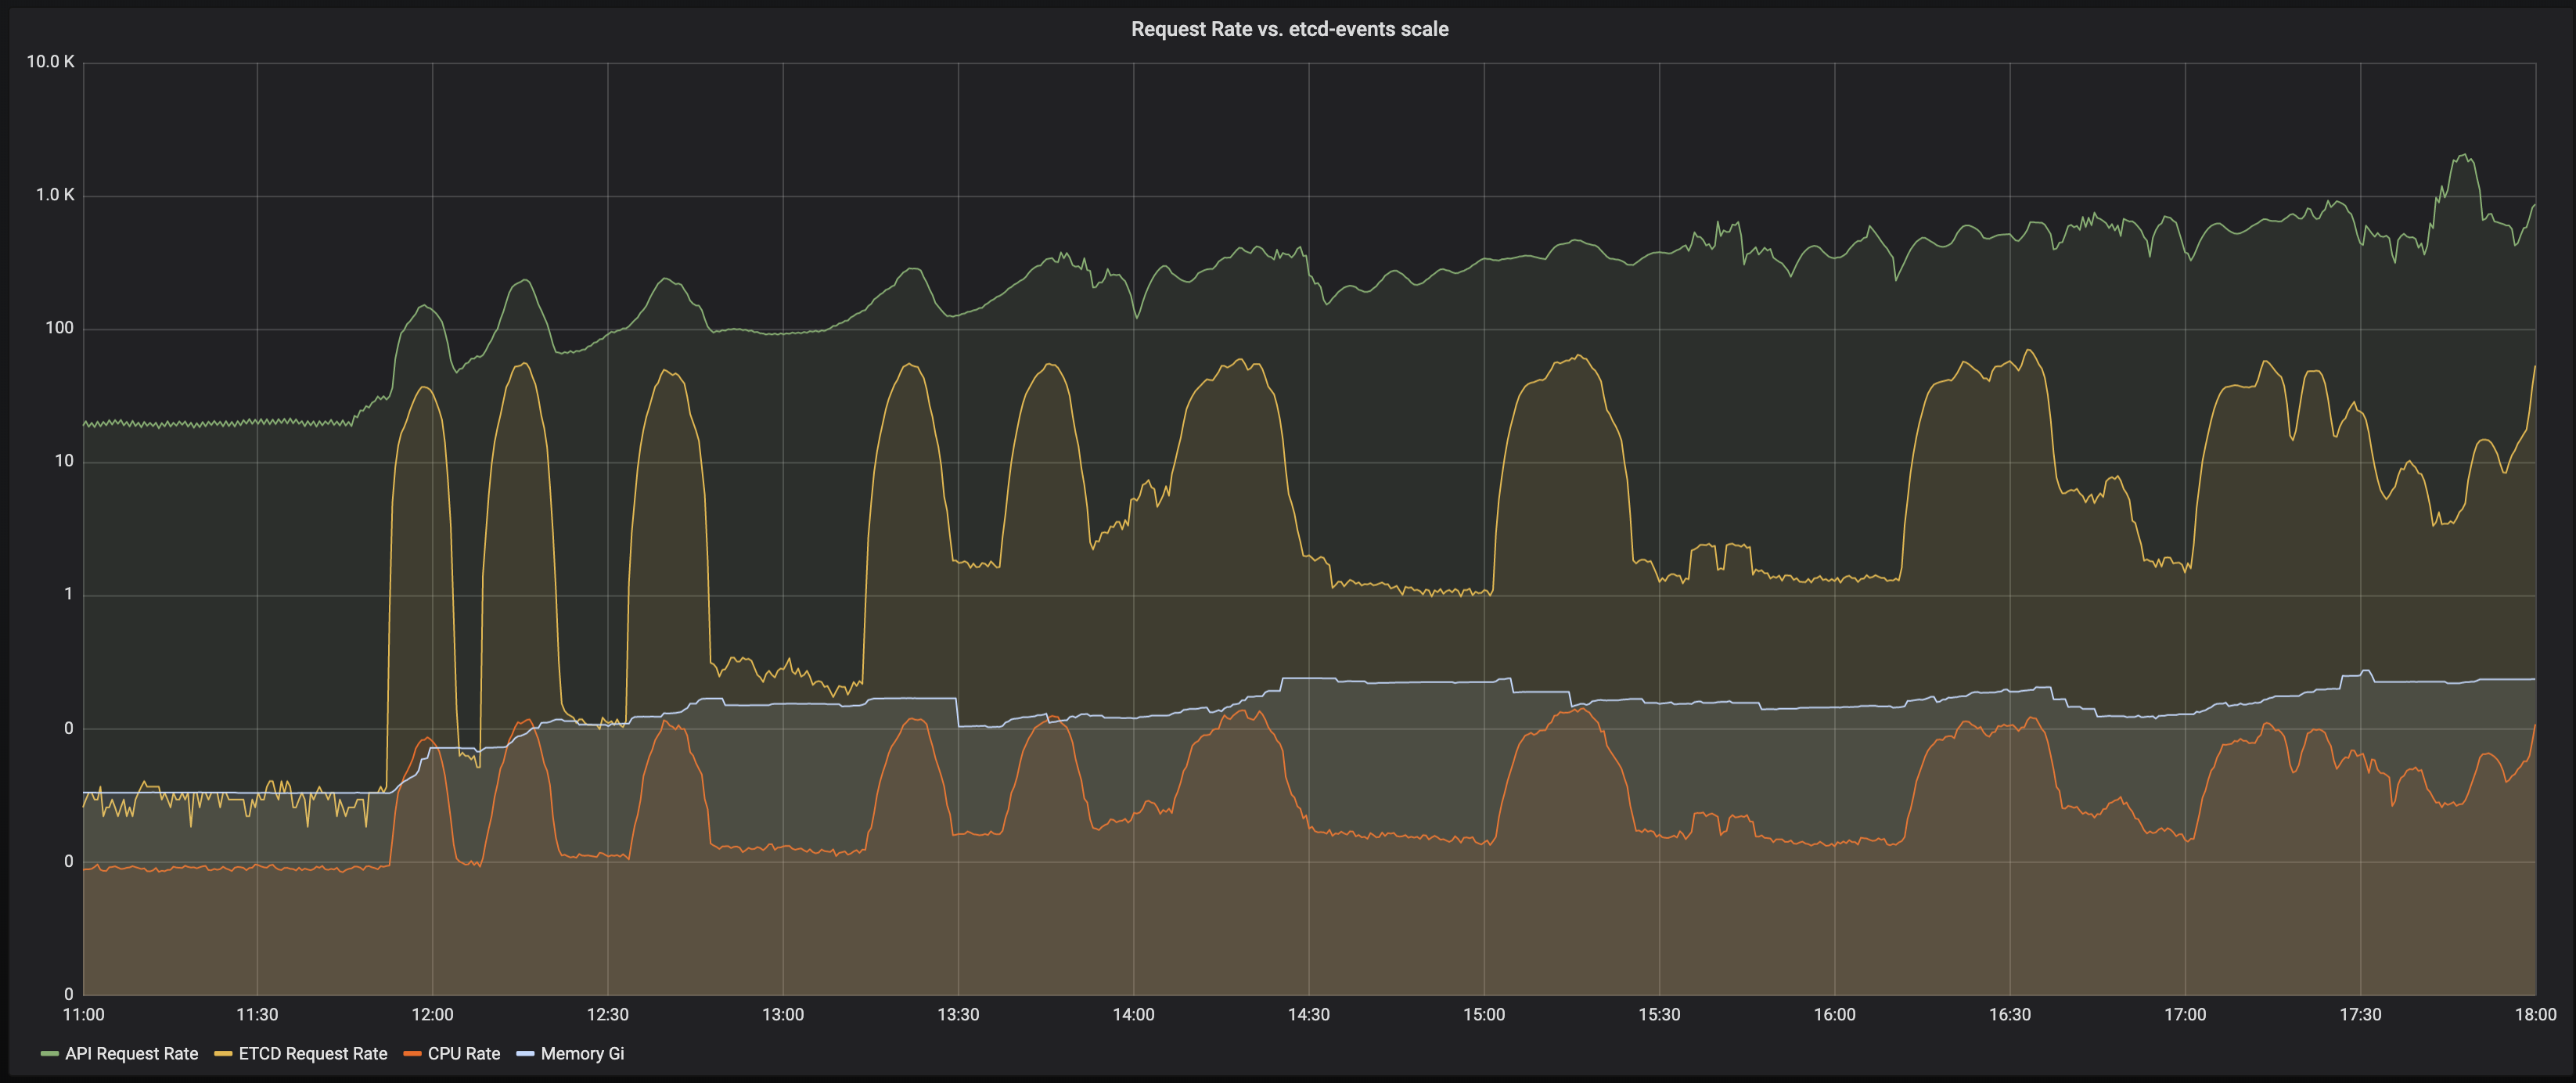 Request Rate vs. etcd-events scale
10.0 K
1.0 K
100
10
1
0
0
0
11:00 11:30 12:00 12:30 13:00 13:30 14:00 14:30 15:00 15:30 16:00 16:30 17:00 17:30 18:00
API Request Rate ETCD Request Rate CPU Rate Memory Gi